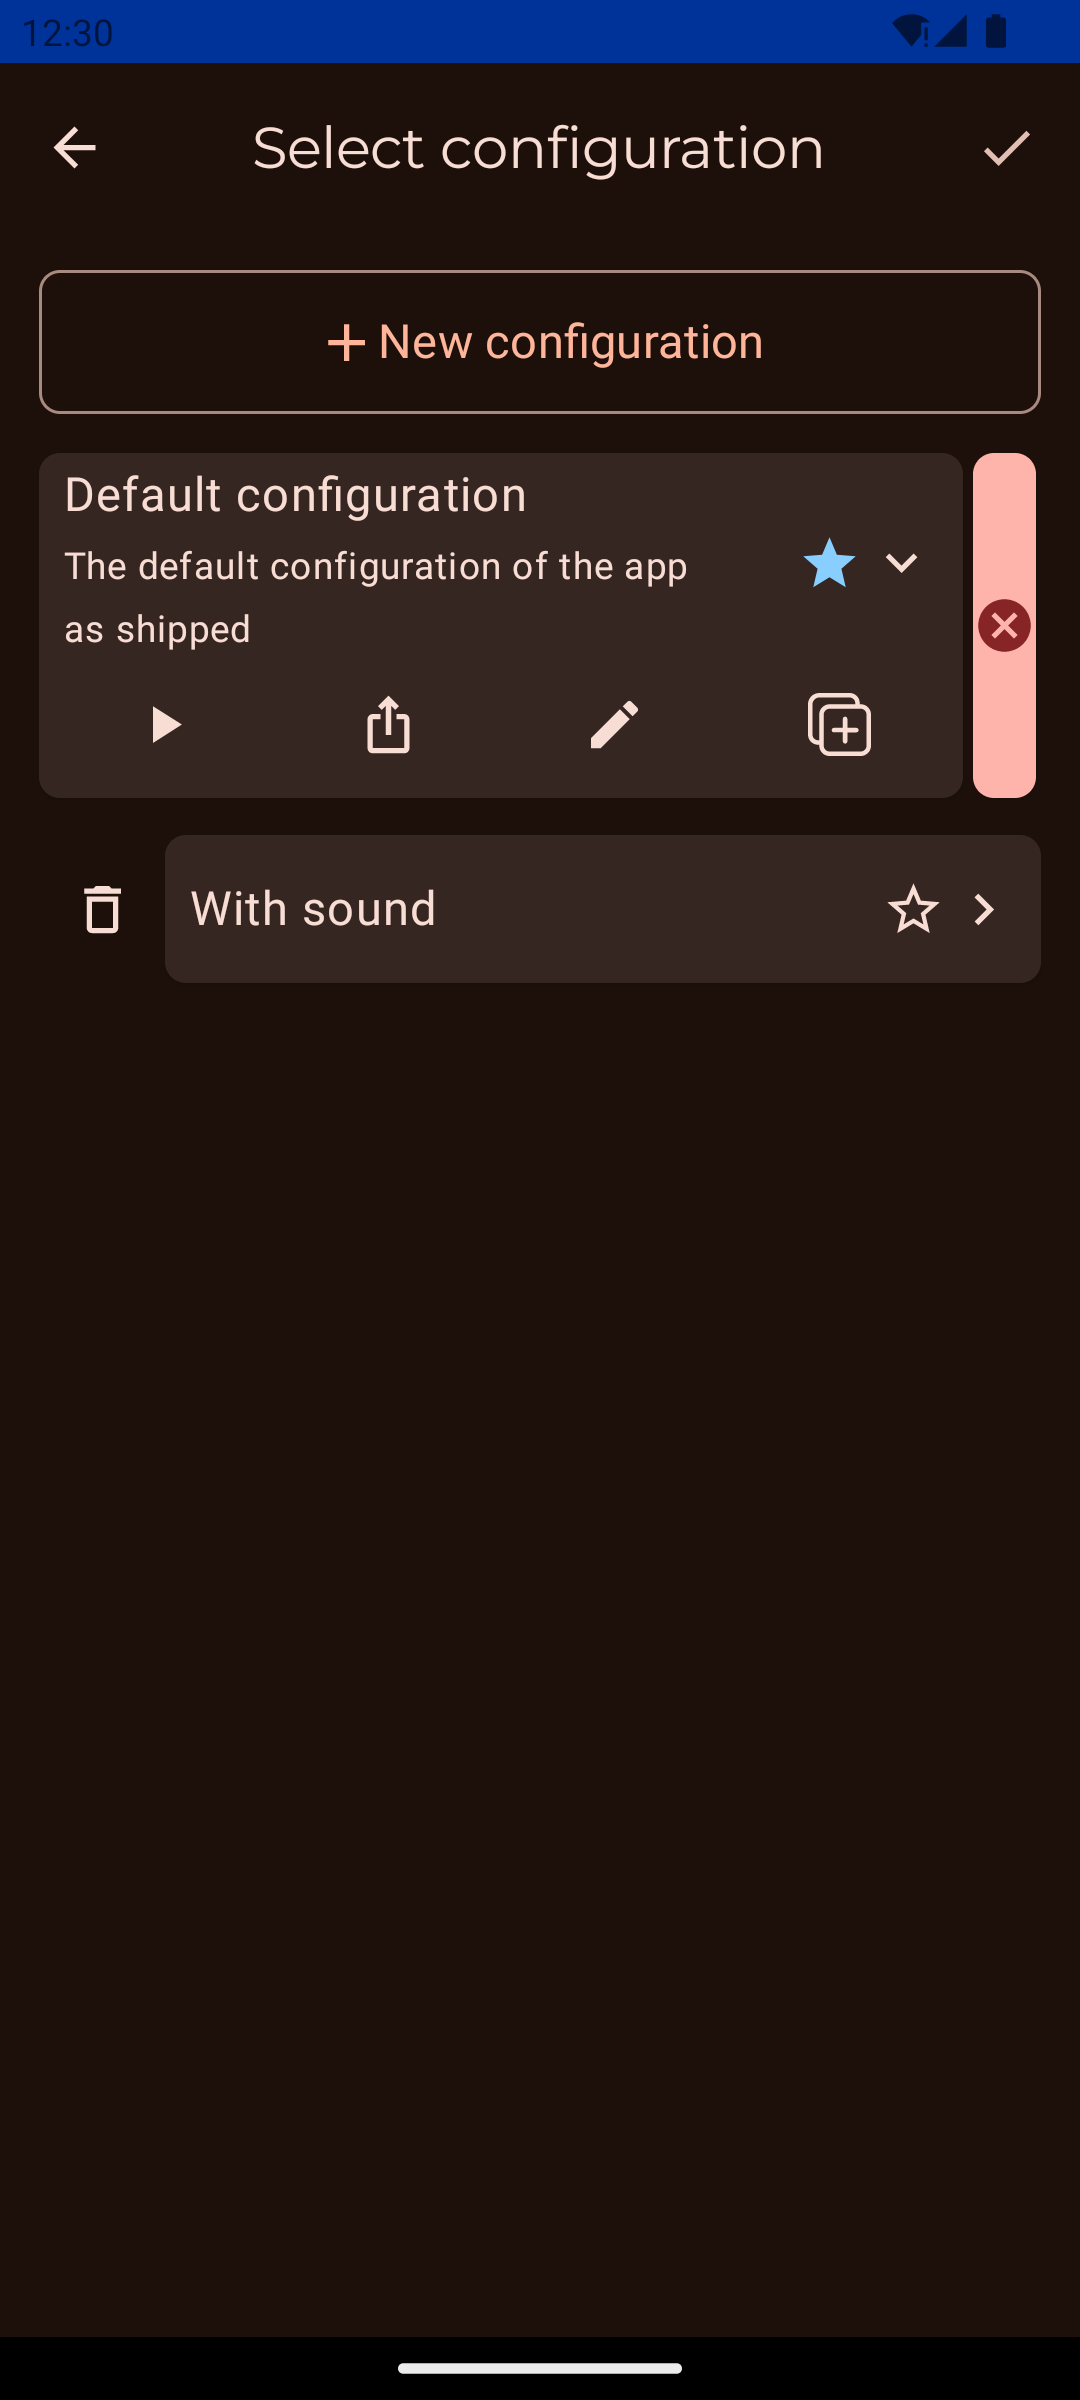 12:30
Select configuration
New configuration
Default configuration
The default configuration of the app
as shipped
With sound